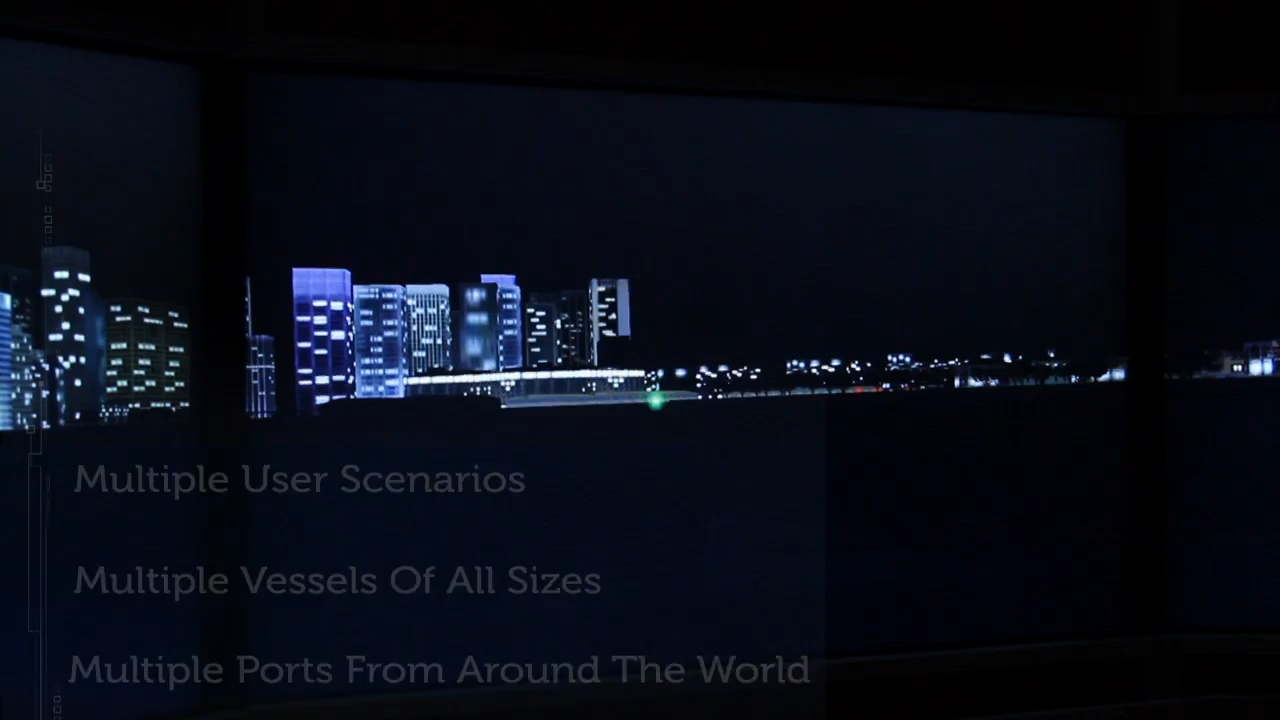 Multiple User Scenarios
Multiple Vessels Of All Sizes
Multiple Ports From Around The World